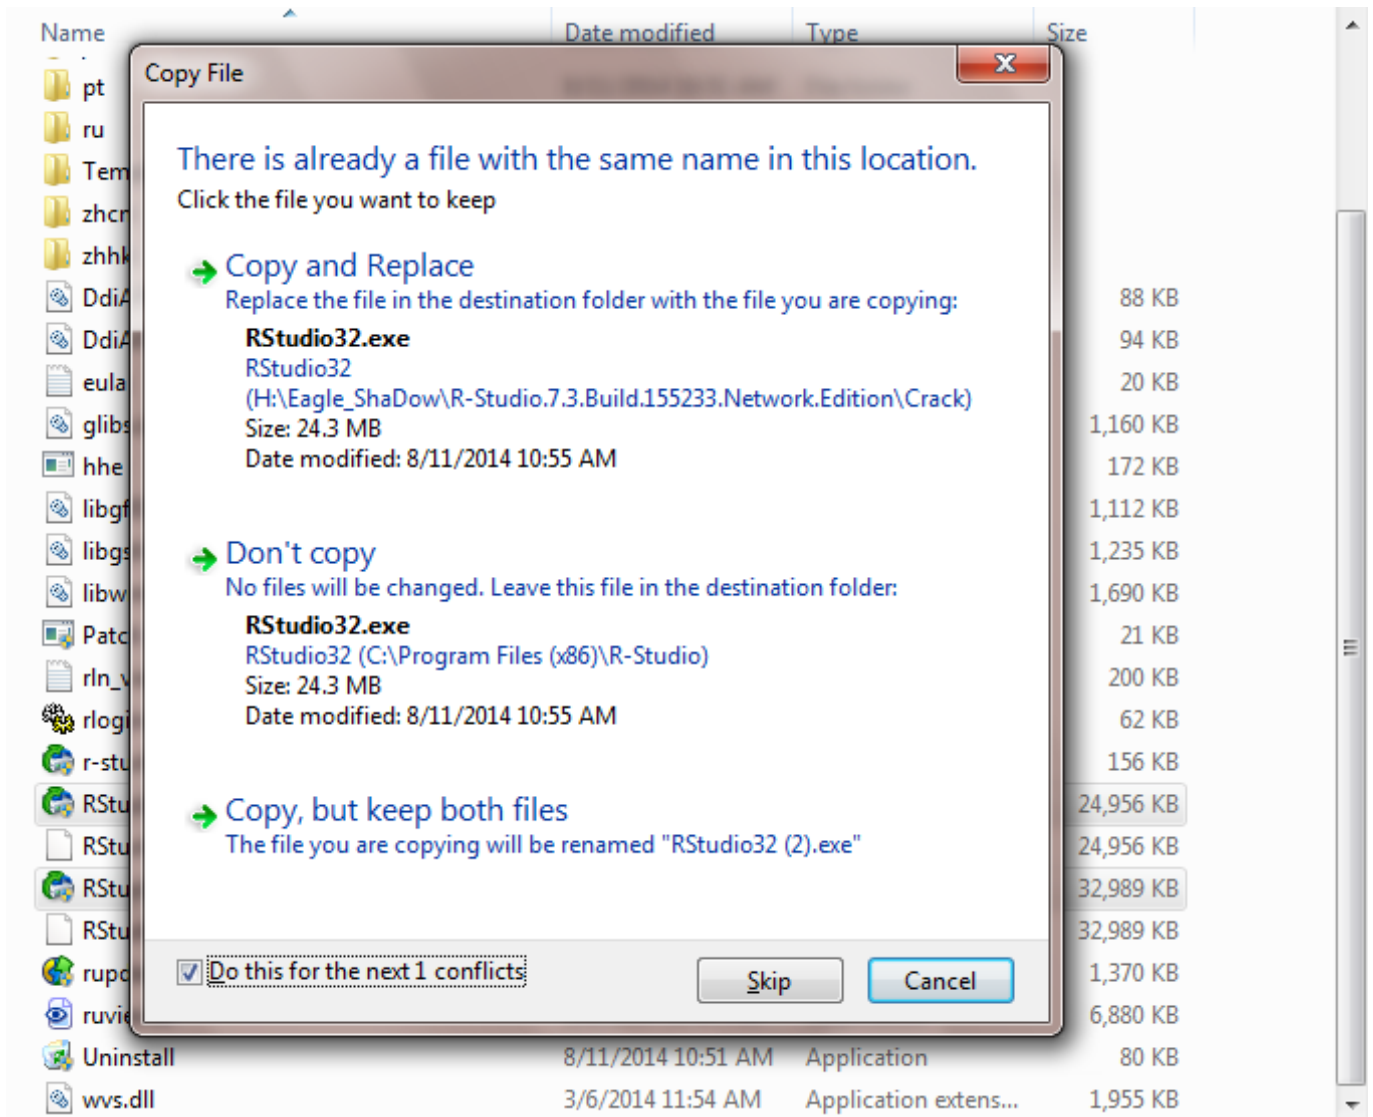 Name Date modified Type Size
Copy File
pt
ru
There is already a file with the same name in this location.
Click the file you want to keep
Copy and Replace
Replace the file in the destination folder with the file you are copying:
88 KB
RStudio32.exe
94 KB
RStudio32
eula
20 KB
(H:\Eagle_ShaDow\R-Studio.7.3.Build.155233.Network.Edition\Crack)
Size: 24.3 MB
1,160 KB
Date modified: 8/11/2014 10:55 AM
hhe
172 KB
1,112 KB
Don't copy
1,235 KB
No files will be changed. Leave this file in the destination folder:
1,690 KB
RStudio32.exe
21 KB
RStudio32 (C:\Program Files (x86)\R-Studio)
Size: 24.3 MB
200 KB
Date modified: 8/11/2014 10:55 AM
62 KB
156 KB
Copy, but keep both files
24,956 KB
The file you are copying will be renamed "RStudio32 (2).exe"
24,956 KB
32,989 KB
32,989 KB
Do this for the next 1 conflicts
Skip
Cancel
1,370 KB
6,880 KB
Uninstall 8/11/2014 10:51 AM Application 80 KB
wvs.dll 3/6/2014 11:54 AM Application extens... 1,955 KB